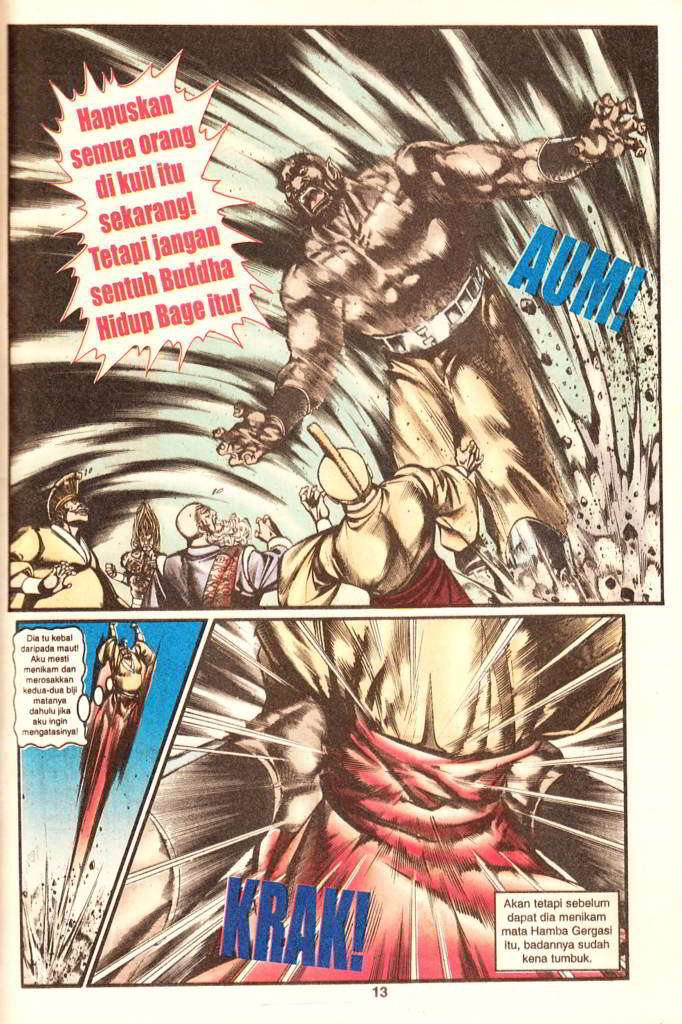 Hapuskan
semua orang
di kuil itu
sekarang!
Tetapi jangan
sentuh Buddha
Hidup Bage itu!
AUM!
Dia tu kebal
daripada maut!
Aku mesti
menikam dan
merosakkan
kedua-dua biji
matanya
dahulu jika
aku ingin
mengatasinya!
KRAK!
Akan tetapi sebelum
dapat dia menikam
mata Hamba Gergasi
itu, badannya sudah
kena tumbuk.
13